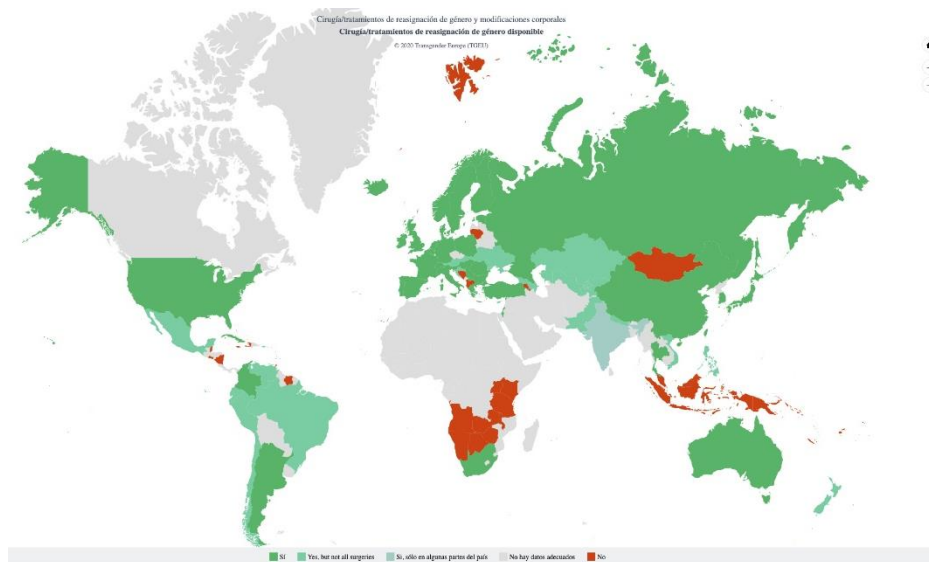 Cirugía/tratamientos de reasignación de género y modificaciones corporales
Cirugía/tratamientos de reasignación de género disponible
© 2020 Transgender Europe (TGEU)
Sí Yes, but not all surgeries Sí, sólo en algunas partes del país No hay datos adecuados No